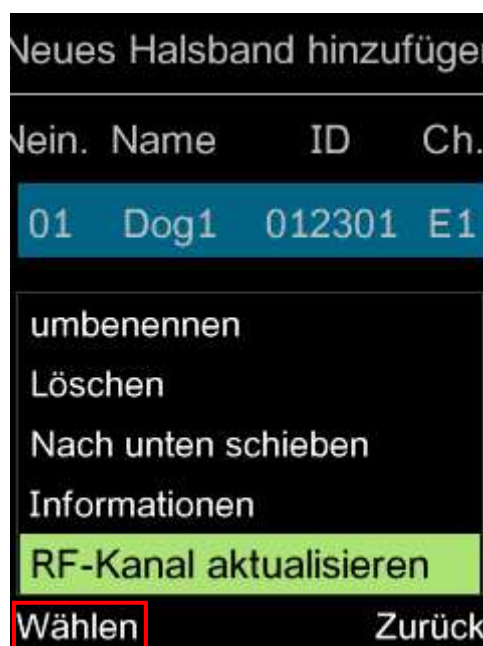 Neues Halsband hinzufüger
Nein. Name ID Ch.
01 Dog1 012301 E1
umbenennen
Löschen
Nach unten schieben
Informationen
RF-Kanal aktualisieren
Wählen Zurück